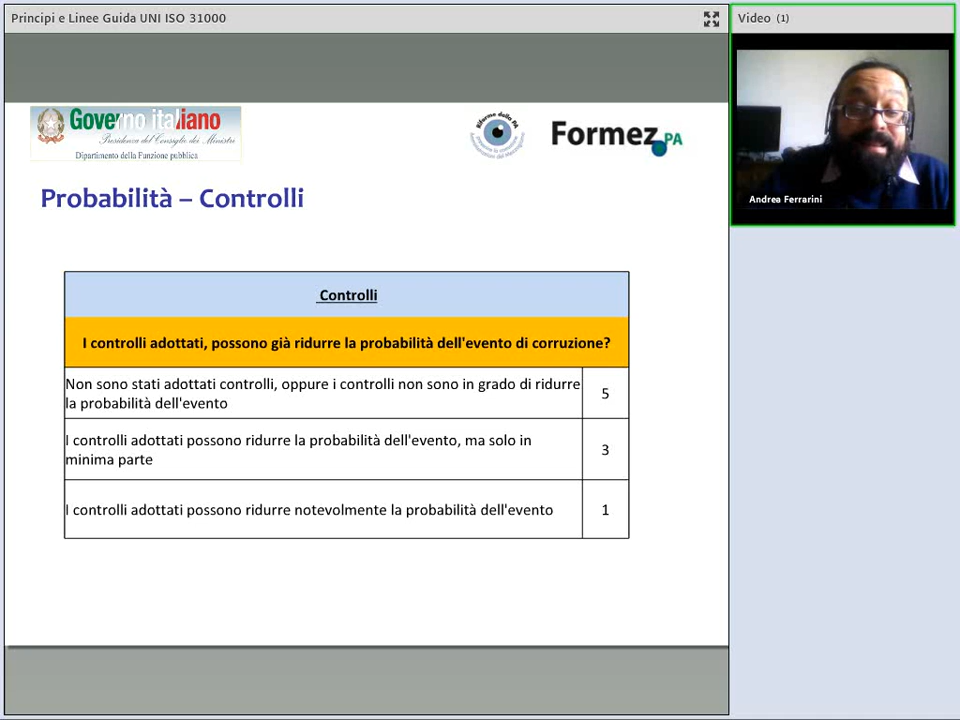 Principi e Linee Guida UNI ISO 31000
Video (1)
Governo italiano
Presidenza del Consiglio dei Ministri
Dipartimento della Funzione pubblica
Riforme della PA
Formez PA
Andrea Ferrarini
Probabilità – Controlli
Controlli
I controlli adottati, possono già ridurre la probabilità dell'evento di corruzione?
Non sono stati adottati controlli, oppure i controlli non sono in grado di ridurre
la probabilità dell'evento
5
I controlli adottati possono ridurre la probabilità dell'evento, ma solo in
minima parte
3
I controlli adottati possono ridurre notevolmente la probabilità dell'evento
1